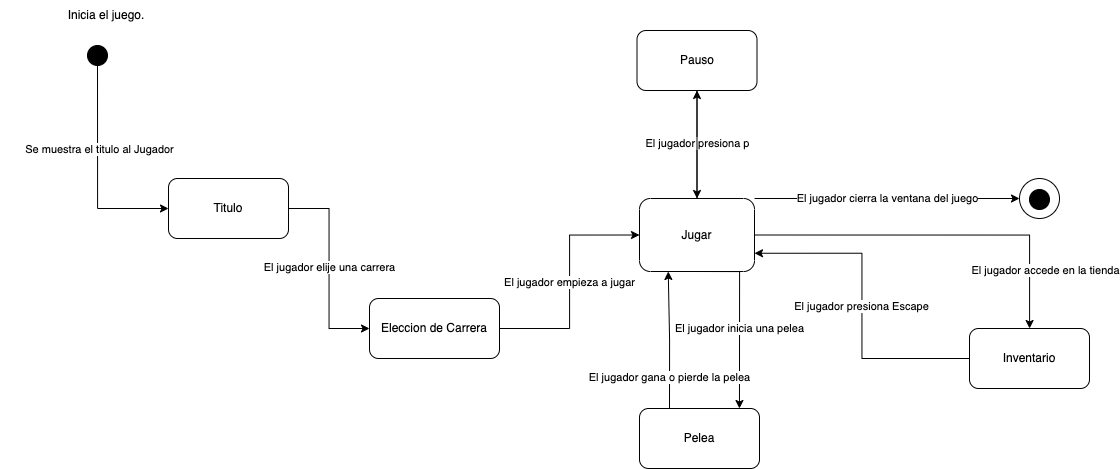 Inicia el juego.
Pauso
El jugador presiona p
Se muestra el titulo al Jugador
Titulo
El jugador cierra la ventana del juego
Jugar
El jugador elije una carrera
El jugador accede en la tienda
El jugador empieza a jugar
El jugador presiona Escape
Eleccion de Carrera
El jugador inicia una pelea
Inventario
El jugador gana o pierde la pelea
Pelea